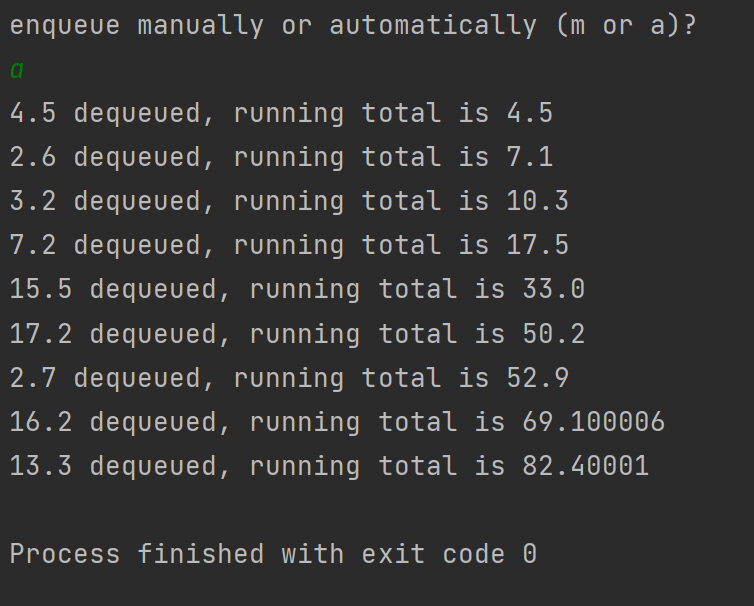 enqueue manually or automatically (m or a)?
a
4.5 dequeued, running total is 4.5
2.6 dequeued, running total is 7.1
3.2 dequeued, running total is 10.3
7.2 dequeued, running total is 17.5
15.5 dequeued, running total is 33.0
17.2 dequeued, running total is 50.2
2.7 dequeued, running total is 52.9
16.2 dequeued, running total is 69.100006
13.3 dequeued, running total is 82.40001
Process finished with exit code 0